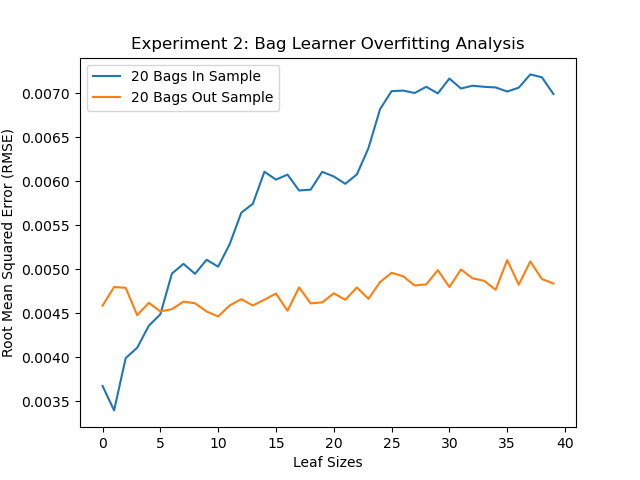 Experiment 2: Bag Learner Overfitting Analysis
20 Bags In Sample
20 Bags Out Sample
Root Mean Squared Error (RMSE)
0.0070
0.0065
0.0060
0.0055
0.0050
0.0045
0.0040
0.0035
0 5 10 15 20 25 30 35 40
Leaf Sizes